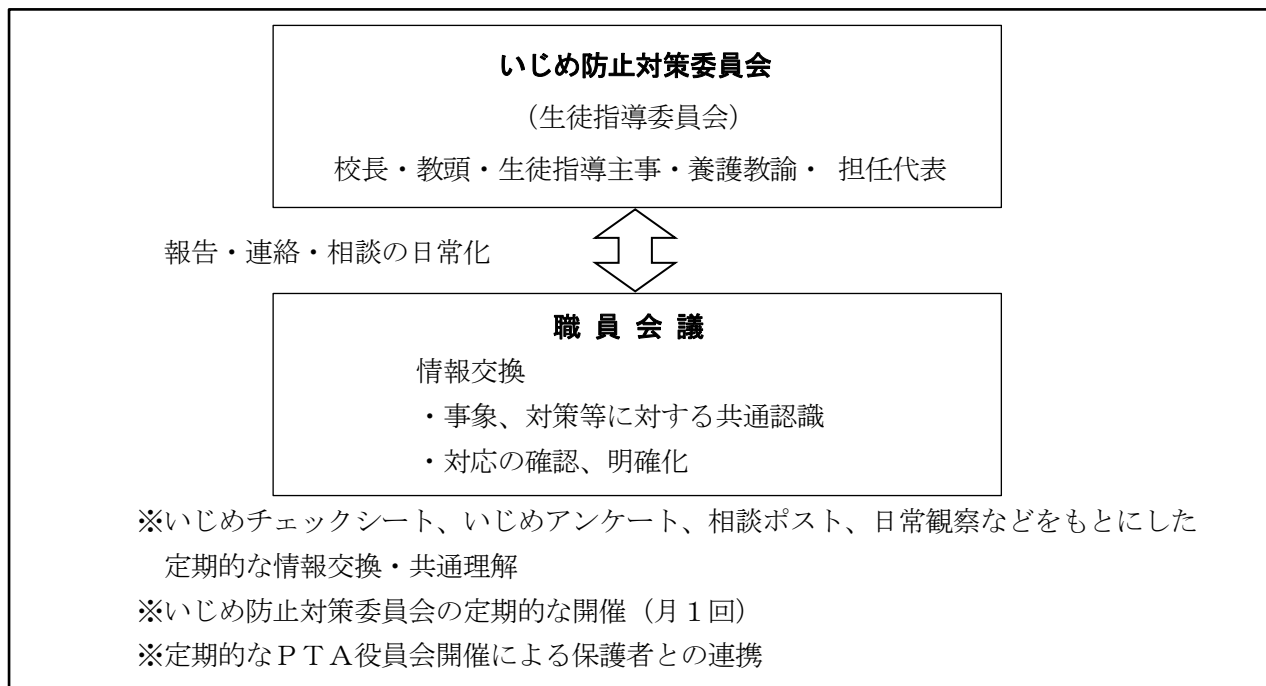 いじめ防止対策委員会
（生徒指導委員会）
校長・教頭・生徒指導主事・養護教諭・ 担任代表
報告・連絡・相談の日常化
職 員 会 議
情報交換
・事象、対策等に対する共通認識
・対応の確認、明確化
※いじめチェックシート、いじめアンケート、相談ポスト、日常観察などをもとにした
定期的な情報交換・共通理解
※いじめ防止対策委員会の定期的な開催（月１回）
※定期的なＰＴＡ役員会開催による保護者との連携